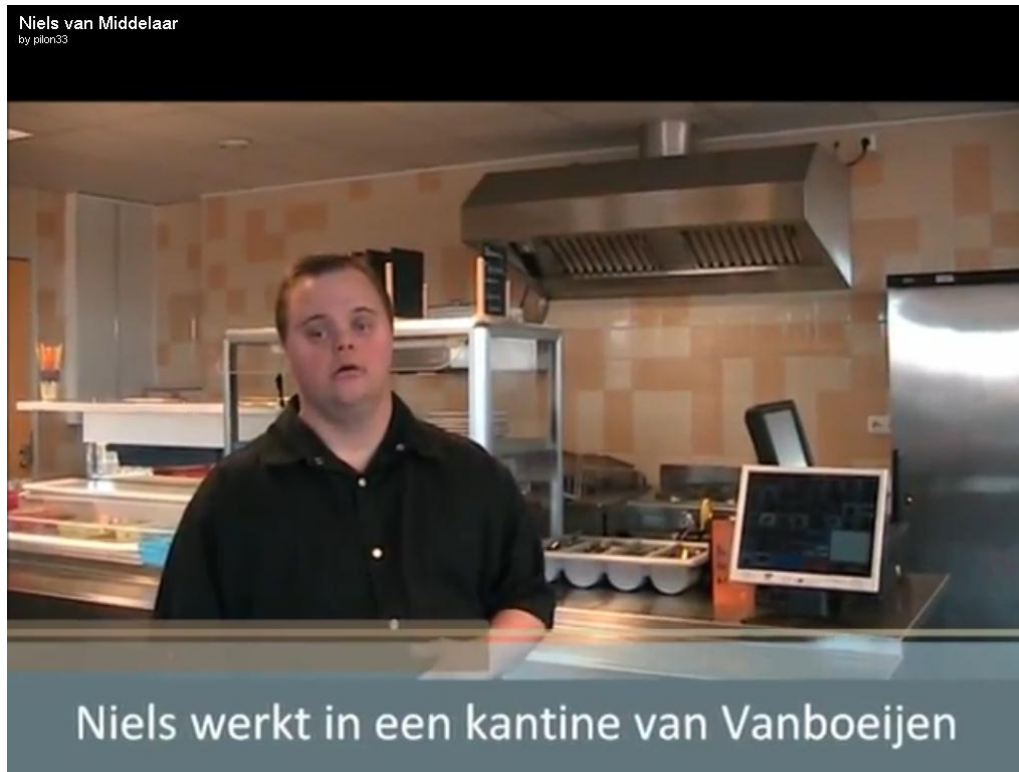 Niels van Middelaar
by pilon33
Niels werkt in een kantine van Vanboeijen